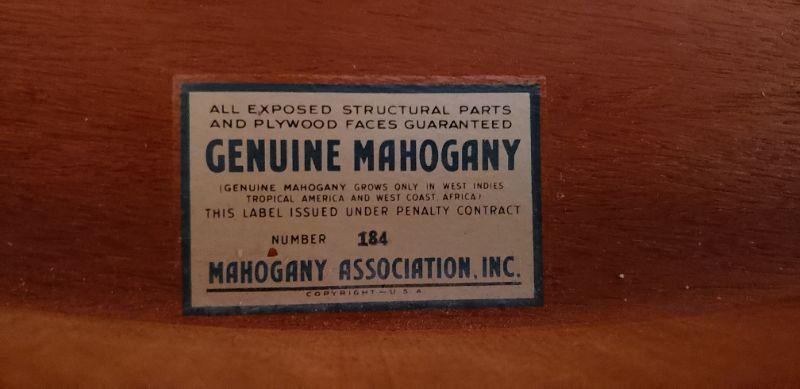 ALL EXPOSED STRUCTURAL PARTS
AND PLYWOOD FACES GUARANTEED
GENUINE MAHOGANY
(GENUINE MAHOGANY GROWS ONLY IN WEST INDIES
TROPICAL AMERICA AND WEST COAST, AFRICA)
THIS LABEL ISSUED UNDER PENALTY CONTRACT
NUMBER 184
MAHOGANY ASSOCIATION, INC.
COPYRIGHT — U.S.A.